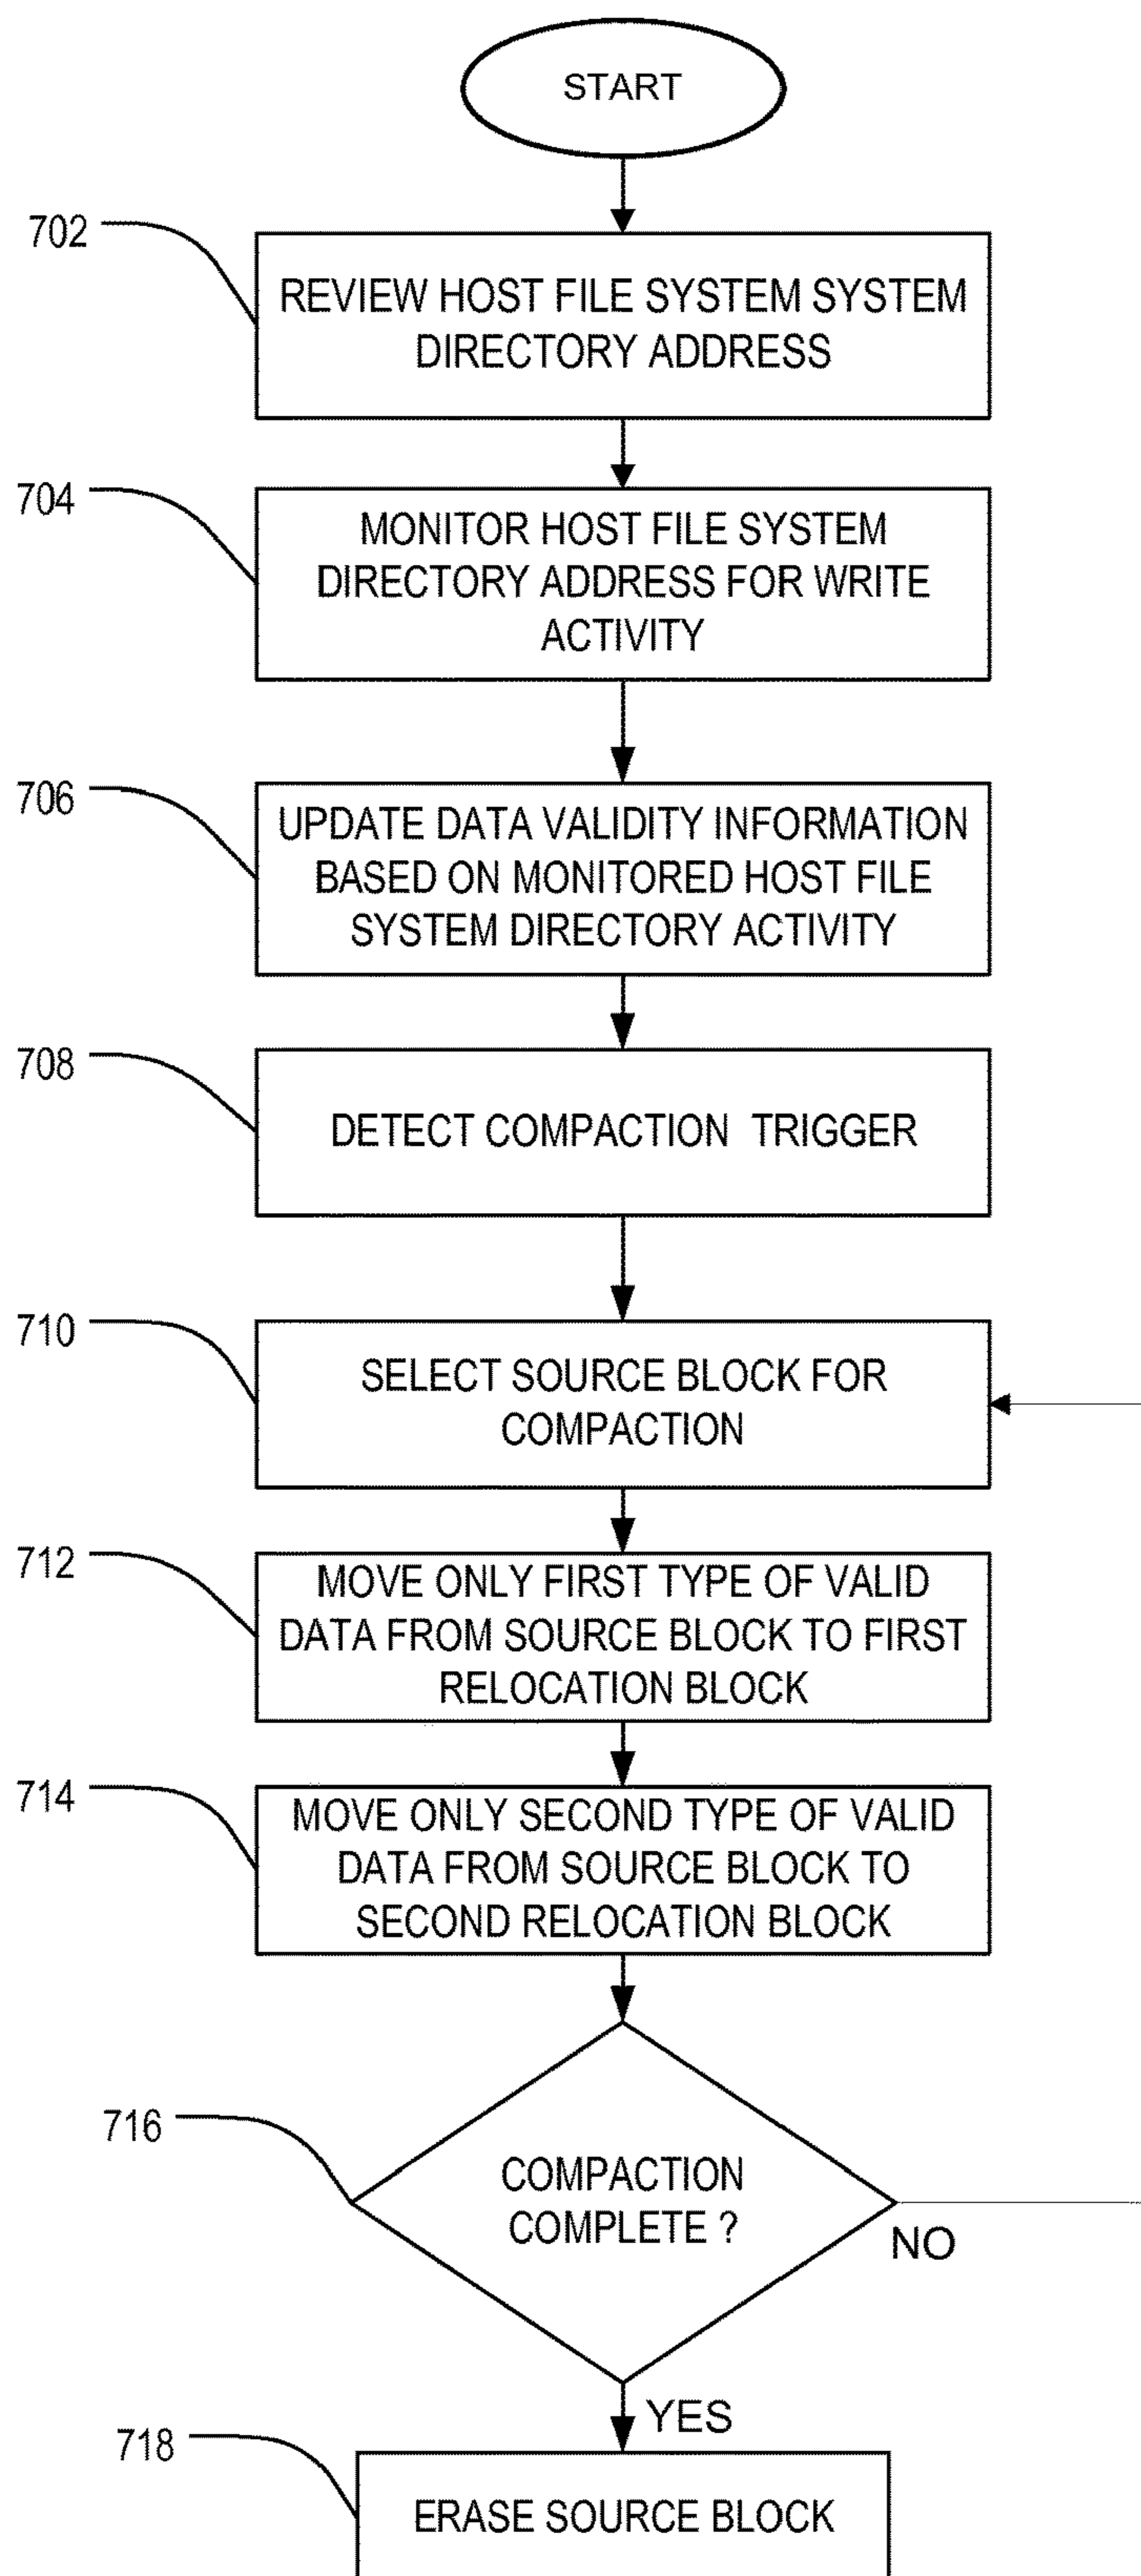 START
702
REVIEW HOST FILE SYSTEM SYSTEM
DIRECTORY ADDRESS
704
MONITOR HOST FILE SYSTEM
DIRECTORY ADDRESS FOR WRITE
ACTIVITY
706
UPDATE DATA VALIDITY INFORMATION
BASED ON MONITORED HOST FILE
SYSTEM DIRECTORY ACTIVITY
708
DETECT COMPACTION TRIGGER
710
SELECT SOURCE BLOCK FOR
COMPACTION
712
MOVE ONLY FIRST TYPE OF VALID
DATA FROM SOURCE BLOCK TO FIRST
RELOCATION BLOCK
714
MOVE ONLY SECOND TYPE OF VALID
DATA FROM SOURCE BLOCK TO
SECOND RELOCATION BLOCK
716
COMPACTION
COMPLETE ?
NO
YES
718
ERASE SOURCE BLOCK